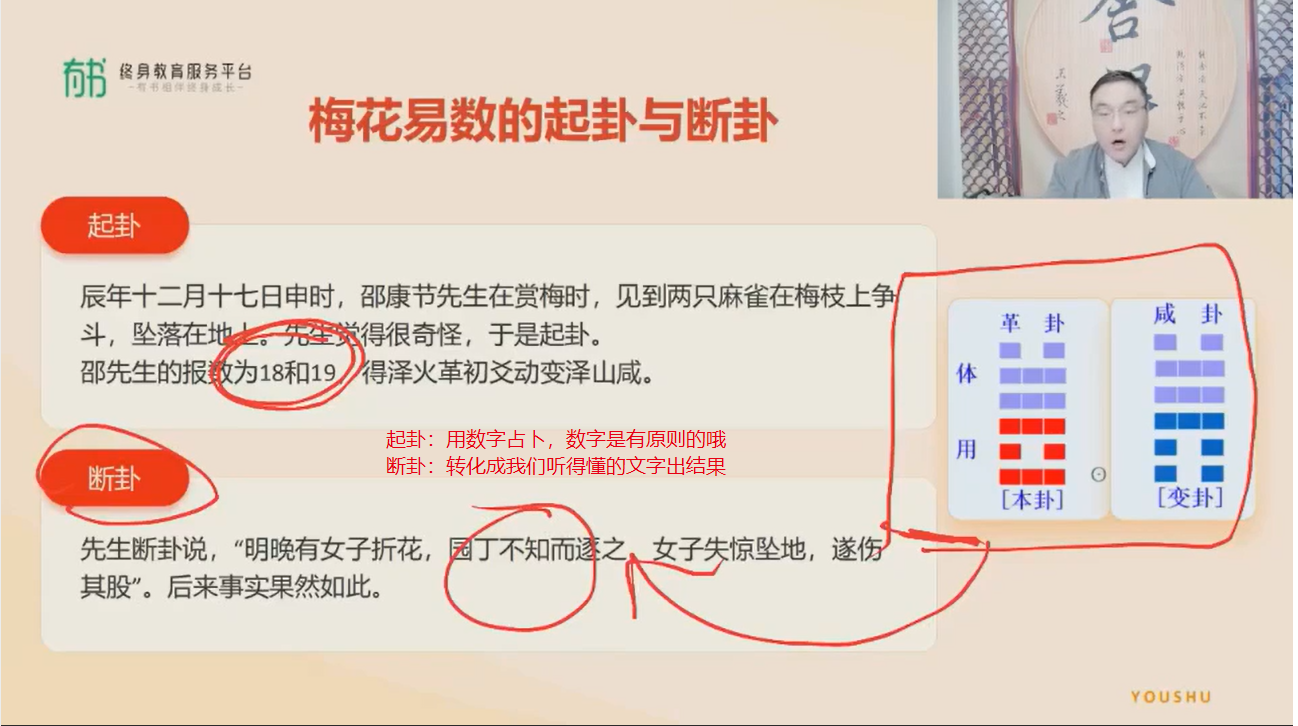 有书
终身教育服务平台
-有书相伴终身成长-
梅花易数的起卦与断卦
起卦
辰年十二月十七日申时，邵康节先生在赏梅时，见到两只麻雀在梅枝上争
斗，坠落在地上。先生觉得很奇怪，于是起卦。
邵先生的报数为18和19，得泽火革初爻动变泽山咸。
起卦：用数字占卜，数字是有原则的哦
断卦：转化成我们听得懂的文字出结果
断卦
先生断卦说，“明晚有女子折花，园丁不知而逐之，女子失惊坠地，遂伤
其股”。后来事实果然如此。
革 卦
体
用
[本卦]
咸 卦
[变卦]
YOUSHU